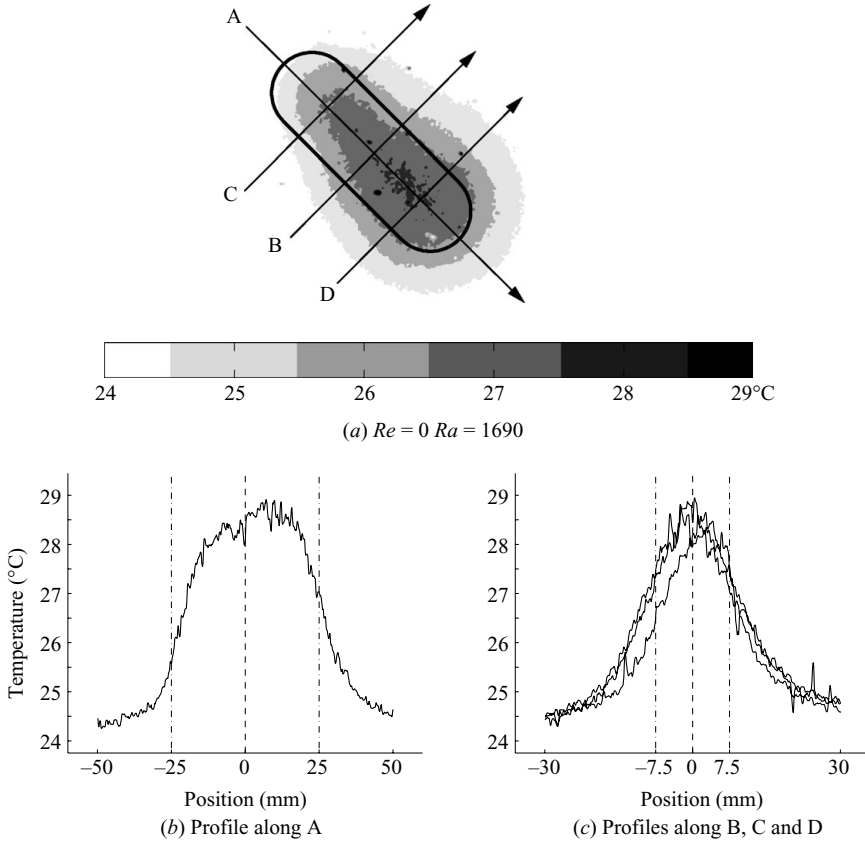 A
C
B
D
24 25 26 27 28 29°C
(a) Re = 0 Ra = 1690
29
28
27
26
25
24
Temperature (°C)
–50 –25 0 25 50
Position (mm)
(b) Profile along A
29
28
27
26
25
24
–30 –7.5 0 7.5 30
Position (mm)
(c) Profiles along B, C and D